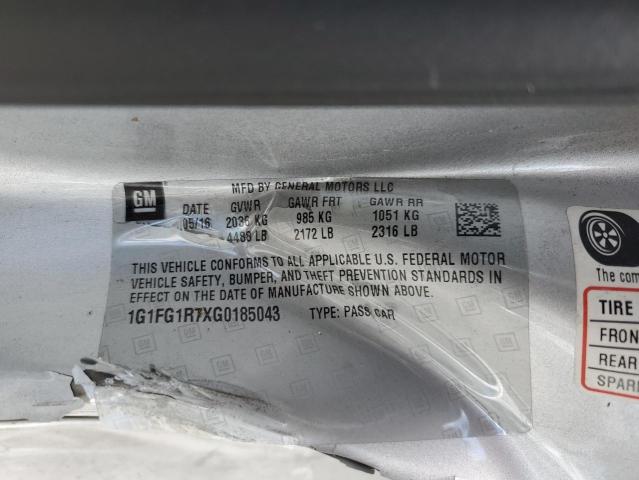 GM
MFD BY GENERAL MOTORS LLC
DATE GVWR GAWR FRT GAWR RR
05/16 2036 KG 985 KG 1051 KG
4488 LB 2172 LB 2316 LB
THIS VEHICLE CONFORMS TO ALL APPLICABLE U.S. FEDERAL MOTOR
VEHICLE SAFETY, BUMPER, AND THEFT PREVENTION STANDARDS IN
EFFECT ON THE DATE OF MANUFACTURE SHOWN ABOVE.
1G1FG1R7XG0185043 TYPE: PASS CAR
The com
TIRE
FRON
REAR
SPAR